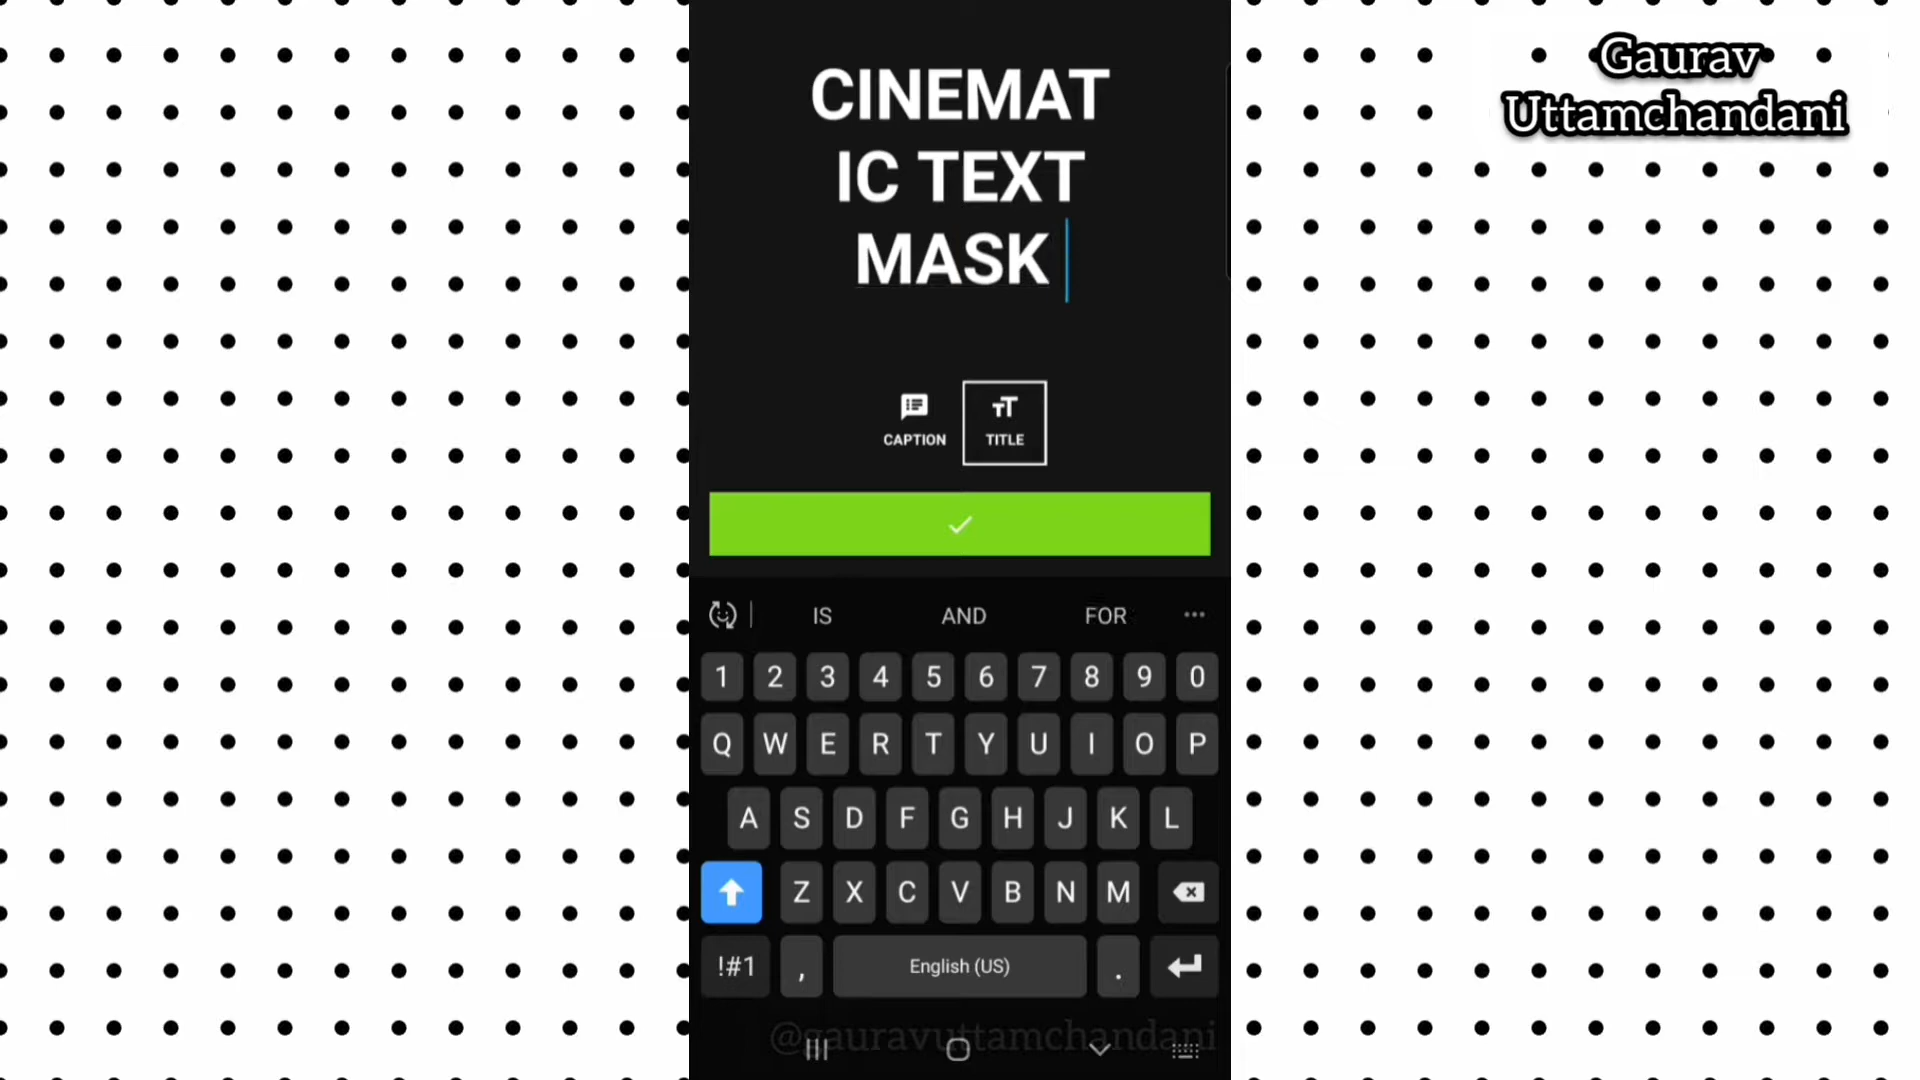 Gaurav
Uttamchandani
CINEMAT
IC TEXT
MASK
CAPTION TITLE
IS AND FOR
1 2 3 4 5 6 7 8 9 0
Q W E R T Y U I O P
A S D F G H J K L
Z X C V B N M
!#1 , English (US) .
@gauravuttamchandani